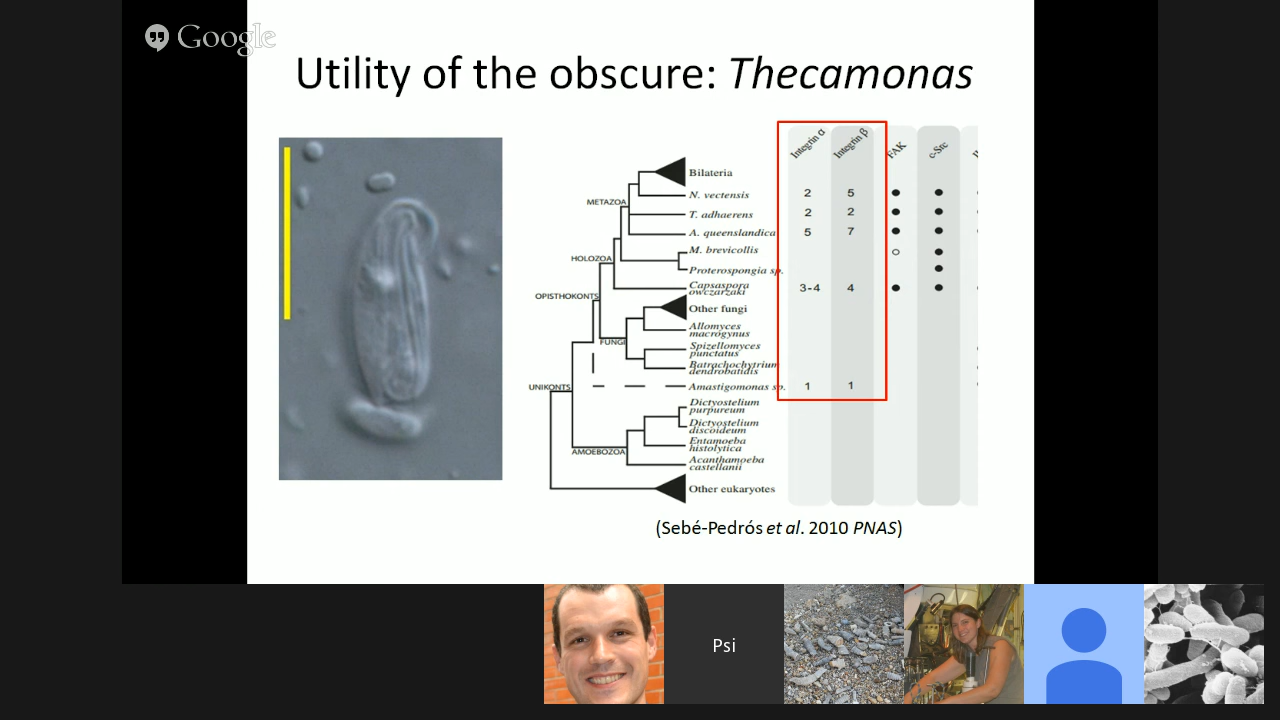 Google
Utility of the obscure: Thecamonas
Integrin α
Integrin β
FAK
c-Src
Bilateria
METAZOA
N. vectensis
2
5
T. adhaerens
2
2
A. queenslandica
5
7
M. brevicollis
HOLOZOA
Proterospongia sp.
Capsaspora
owczarzaki
3-4
4
OPISTHOKONTS
Other fungi
Allomyces
macrogynus
FUNGI
Spizellomyces
punctatus
Batrachochytrium
dendrobatidis
UNIKONTS
Amastigomonas sp.
1
1
Dictyostelium
purpureum
Dictyostelium
discoideum
Entamoeba
histolytica
AMOEBOZOA
Acanthamoeba
castellanii
Other eukaryotes
(Sebé-Pedrós et al. 2010 PNAS)
Psi